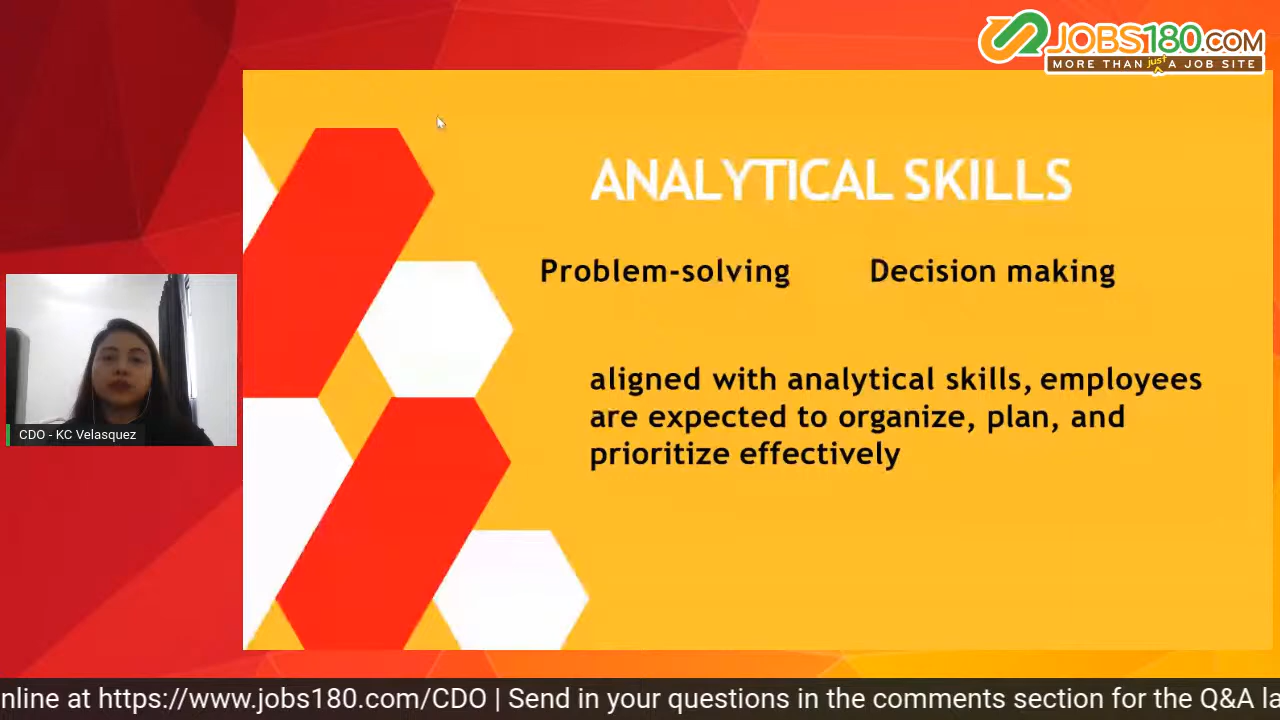 JOBS180.COM
MORE THAN just A JOB SITE
ANALYTICAL SKILLS
Problem-solving Decision making
aligned with analytical skills, employees
are expected to organize, plan, and
prioritize effectively
CDO - KC Velasquez
nline at https://www.jobs180.com/CDO | Send in your questions in the comments section for the Q&A la